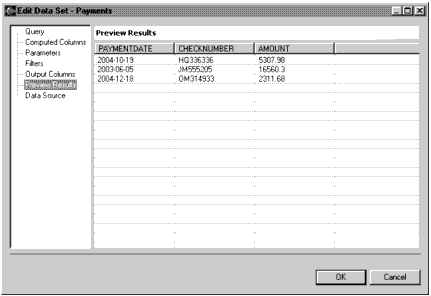 Edit Data Set - Payments
Query
Computed Columns
Parameters
Filters
Output Columns
Preview Results
Data Source
Preview Results
PAYMENTDATE CHECKNUMBER AMOUNT
2004-10-19 HQ336336 5307.98
2003-06-05 JM555205 16560.3
2004-12-18 OM314933 2311.68
OK Cancel